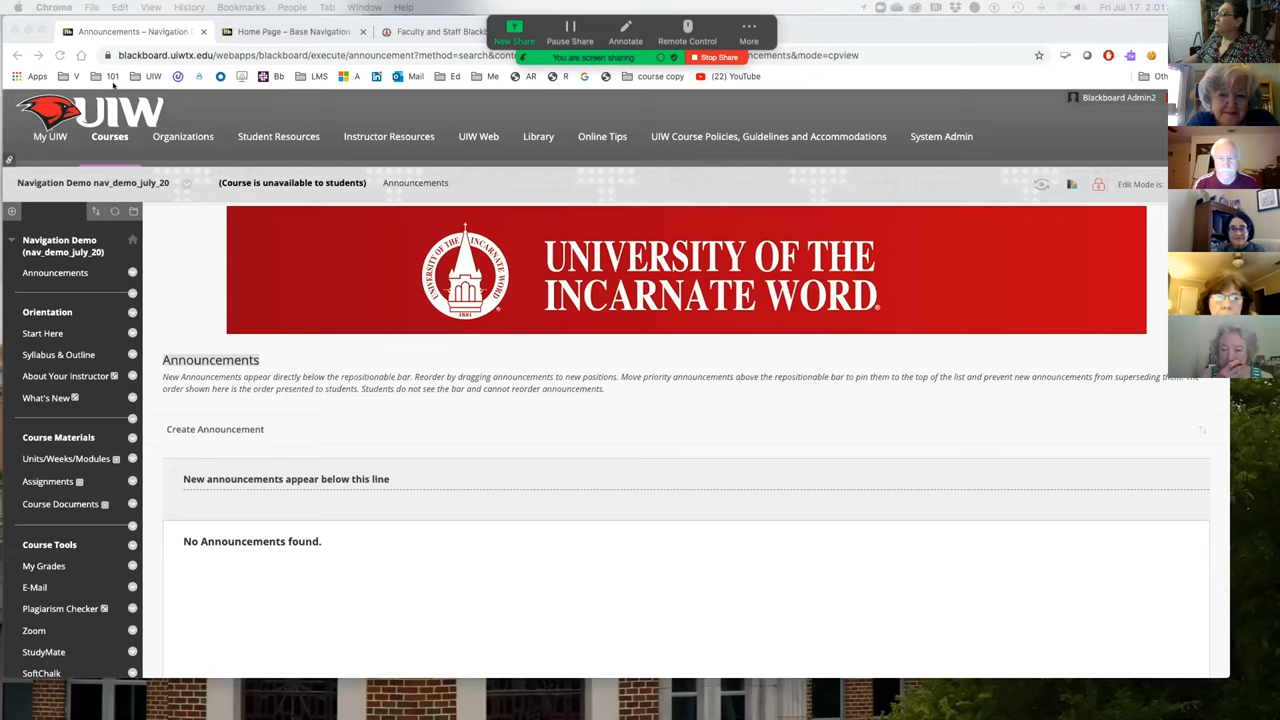 Chrome File Edit View History Bookmarks People Tab Window Help
Fri Jul 17 2:01
Announcements – Navigation
Home Page – Base Navigation
Faculty and Staff Blackb
New Share Pause Share Annotate Remote Control More
You are screen sharing Stop Share
blackboard.uiwtx.edu/webapps/blackboard/execute/announcement?method=search&cont
ncements&mode=cpview
Apps V 101 UIW Bb LMS A Mail Ed Me AR R course copy (22) YouTube Oth
UIW
Blackboard Admin2
My UIW Courses Organizations Student Resources Instructor Resources UIW Web Library Online Tips UIW Course Policies, Guidelines and Accommodations System Admin
Navigation Demo nav_demo_july_20 (Course is unavailable to students) Announcements Edit Mode is:
Navigation Demo
(nav_demo_july_20)
Announcements
Orientation
Start Here
Syllabus & Outline
About Your Instructor
What's New
Course Materials
Units/Weeks/Modules
Assignments
Course Documents
Course Tools
My Grades
E-Mail
Plagiarism Checker
Zoom
StudyMate
SoftChalk
UNIVERSITY OF THE INCARNATE WORD
1881
UNIVERSITY OF THE
INCARNATE WORD
Announcements
New Announcements appear directly below the repositionable bar. Reorder by dragging announcements to new positions. Move priority announcements above the repositionable bar to pin them to the top of the list and prevent new announcements from superseding them. The
order shown here is the order presented to students. Students do not see the bar and cannot reorder announcements.
Create Announcement
New announcements appear below this line
No Announcements found.